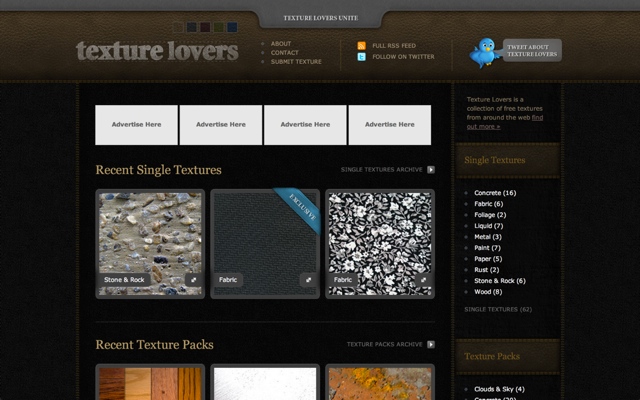 TEXTURE LOVERS UNITE
texture lovers
ABOUT
CONTACT
SUBMIT TEXTURE
FULL RSS FEED
FOLLOW ON TWITTER
TWEET ABOUT
TEXTURE LOVERS
Advertise Here
Advertise Here
Advertise Here
Advertise Here
Texture Lovers is a
collection of free textures
from around the web find
out more »
Recent Single Textures
SINGLE TEXTURES ARCHIVE
EXCLUSIVE
Stone & Rock
Fabric
Fabric
Single Textures
Concrete (16)
Fabric (6)
Foliage (2)
Liquid (7)
Metal (3)
Paint (7)
Paper (5)
Rust (2)
Stone & Rock (6)
Wood (8)
SINGLE TEXTURES (62)
Recent Texture Packs
TEXTURE PACKS ARCHIVE
Texture Packs
Clouds & Sky (4)